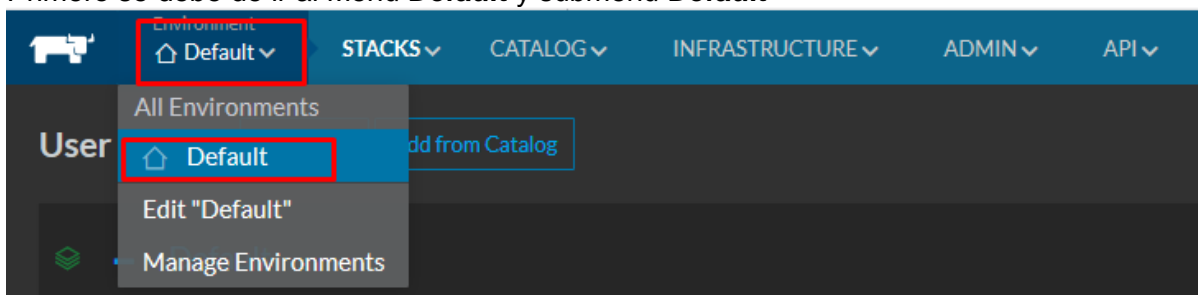 Primero se debe de ir al menú Default y submenú Default
Environment
Default STACKS CATALOG INFRASTRUCTURE ADMIN API
All Environments
User dd from Catalog
Default
Edit "Default"
Manage Environments